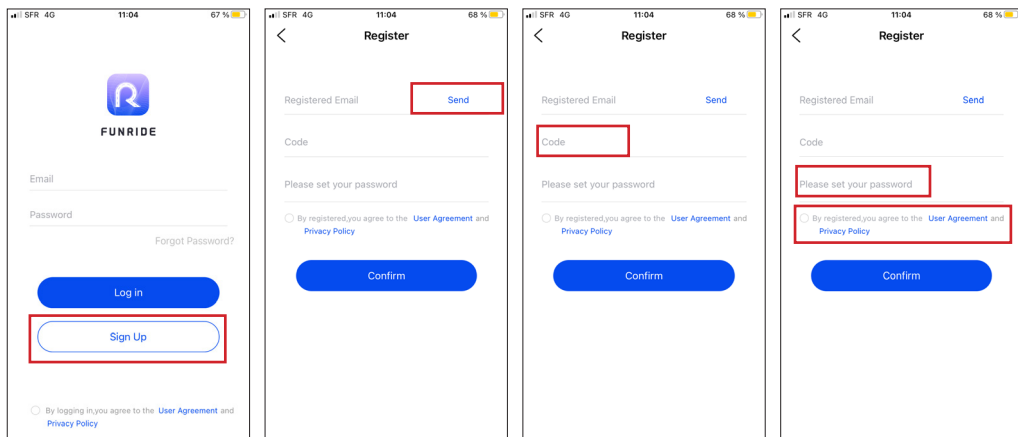 SFR 4G 11:04 67 %
R
FUNRIDE
Email
Password
Forgot Password?
Log in
Sign Up
By logging in,you agree to the User Agreement and
Privacy Policy
SFR 4G 11:04 68 %
Register
Registered Email Send
Code
Please set your password
By registered,you agree to the User Agreement and
Privacy Policy
Confirm
SFR 4G 11:04 68 %
Register
Registered Email Send
Code
Please set your password
By registered,you agree to the User Agreement and
Privacy Policy
Confirm
SFR 4G 11:04 68 %
Register
Registered Email Send
Code
Please set your password
By registered,you agree to the User Agreement and
Privacy Policy
Confirm